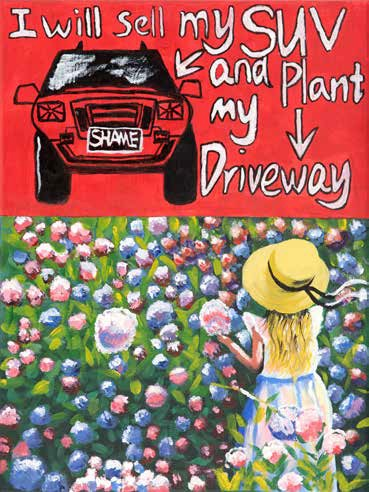 I will sell my SUV
and Plant
my
Driveway
SHAME